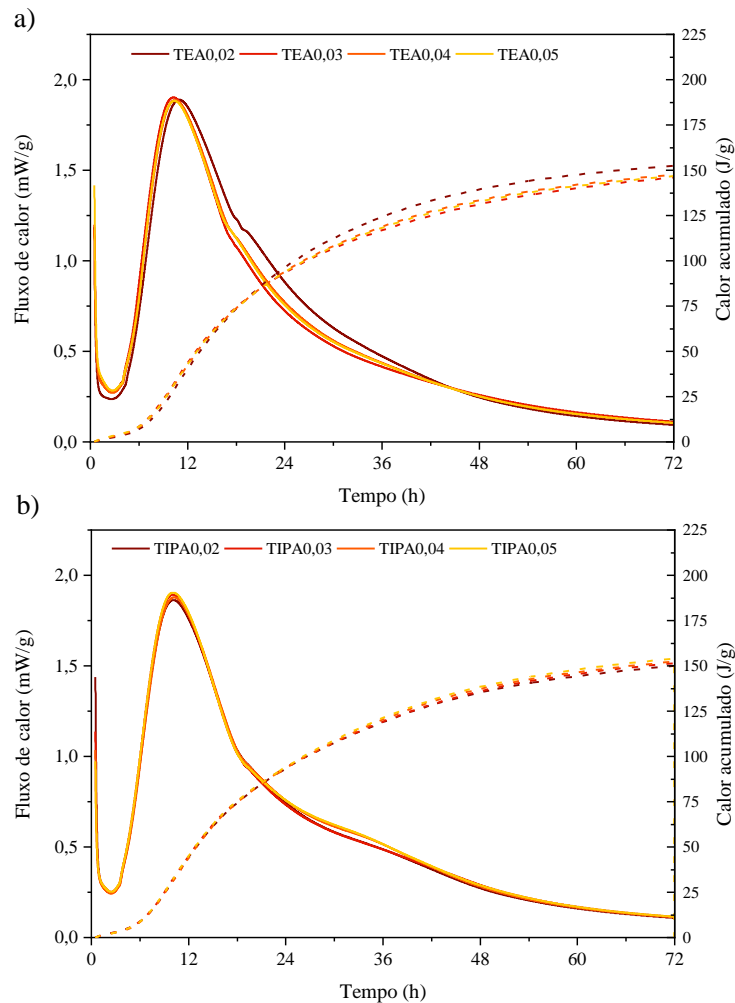 a)
TEA0,02 TEA0,03 TEA0,04 TEA0,05
2,0
1,5
1,0
0,5
0,0
Fluxo de calor (mW/g)
225
200
175
150
125
100
75
50
25
0
Calor acumulado (J/g)
0 12 24 36 48 60 72
Tempo (h)
b)
TIPA0,02 TIPA0,03 TIPA0,04 TIPA0,05
2,0
1,5
1,0
0,5
0,0
Fluxo de calor (mW/g)
225
200
175
150
125
100
75
50
25
0
Calor acumulado (J/g)
0 12 24 36 48 60 72
Tempo (h)